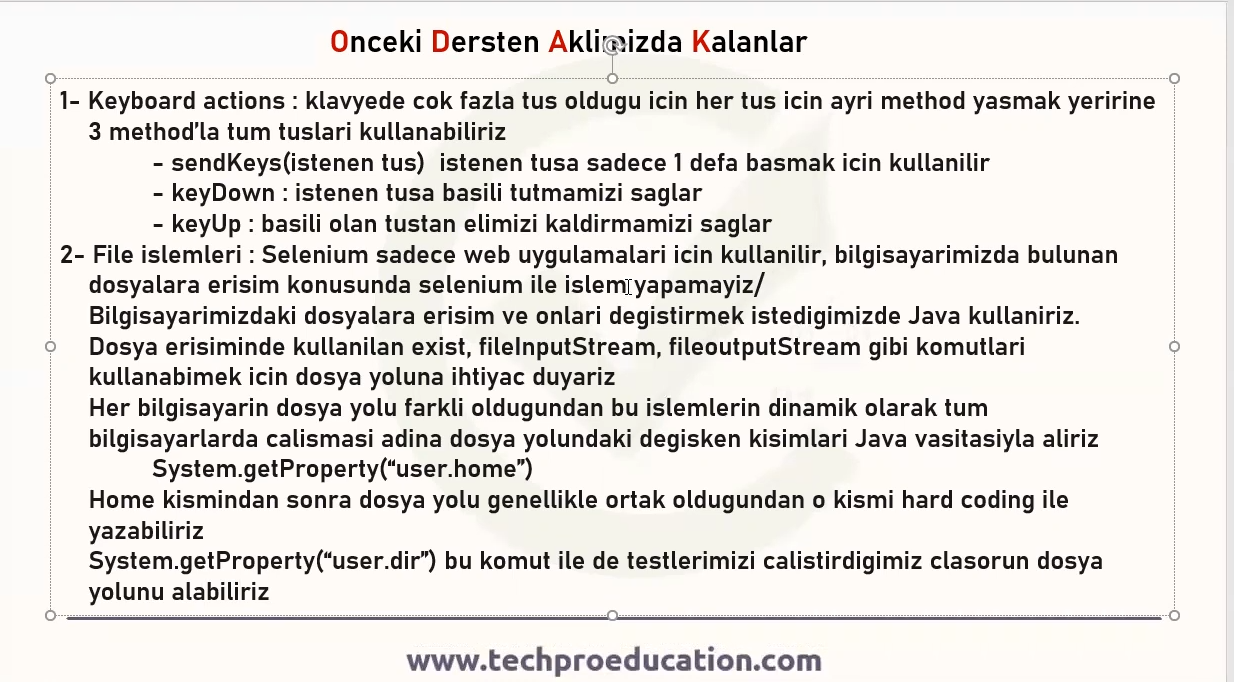 Onceki Dersten Aklimizda Kalanlar
1- Keyboard actions : klavyede cok fazla tus oldugu icin her tus icin ayri method yasmak yeririne
3 method'la tum tuslari kullanabiliriz
- sendKeys(istenen tus)  istenen tusa sadece 1 defa basmak icin kullanilir
- keyDown : istenen tusa basili tutmamizi saglar
- keyUp : basili olan tustan elimizi kaldirmamizi saglar
2- File islemleri : Selenium sadece web uygulamalari icin kullanilir, bilgisayarimizda bulunan
dosyalara erisim konusunda selenium ile islem yapamayiz/
Bilgisayarimizdaki dosyalara erisim ve onlari degistirmek istedigimizde Java kullaniriz.
Dosya erisiminde kullanilan exist, fileInputStream, fileoutputStream gibi komutlari
kullanabimek icin dosya yoluna ihtiyac duyariz
Her bilgisayarin dosya yolu farkli oldugundan bu islemlerin dinamik olarak tum
bilgisayarlarda calismasi adina dosya yolundaki degisken kisimlari Java vasitasiyla aliriz
System.getProperty(“user.home”)
Home kismindan sonra dosya yolu genellikle ortak oldugundan o kismi hard coding ile
yazabiliriz
System.getProperty(“user.dir”) bu komut ile de testlerimizi calistirdigimiz clasorun dosya
yolunu alabiliriz
www.techproeducation.com